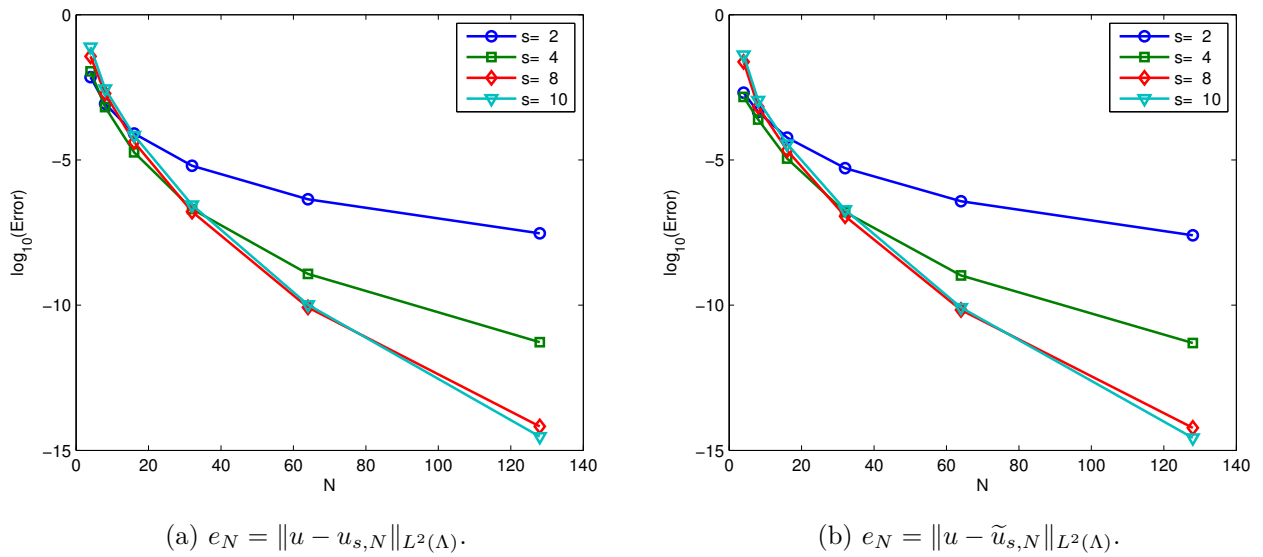 0
−5
−10
−15
0
20
40
60
80
100
120
140
N
log₁₀(Error)
s= 2
s= 4
s= 8
s= 10
(a) e_N = ‖u − u_{s,N}‖_{L²(Λ)}.
0
−5
−10
−15
0
20
40
60
80
100
120
140
N
log₁₀(Error)
s= 2
s= 4
s= 8
s= 10
(b) e_N = ‖u − ũ_{s,N}‖_{L²(Λ)}.